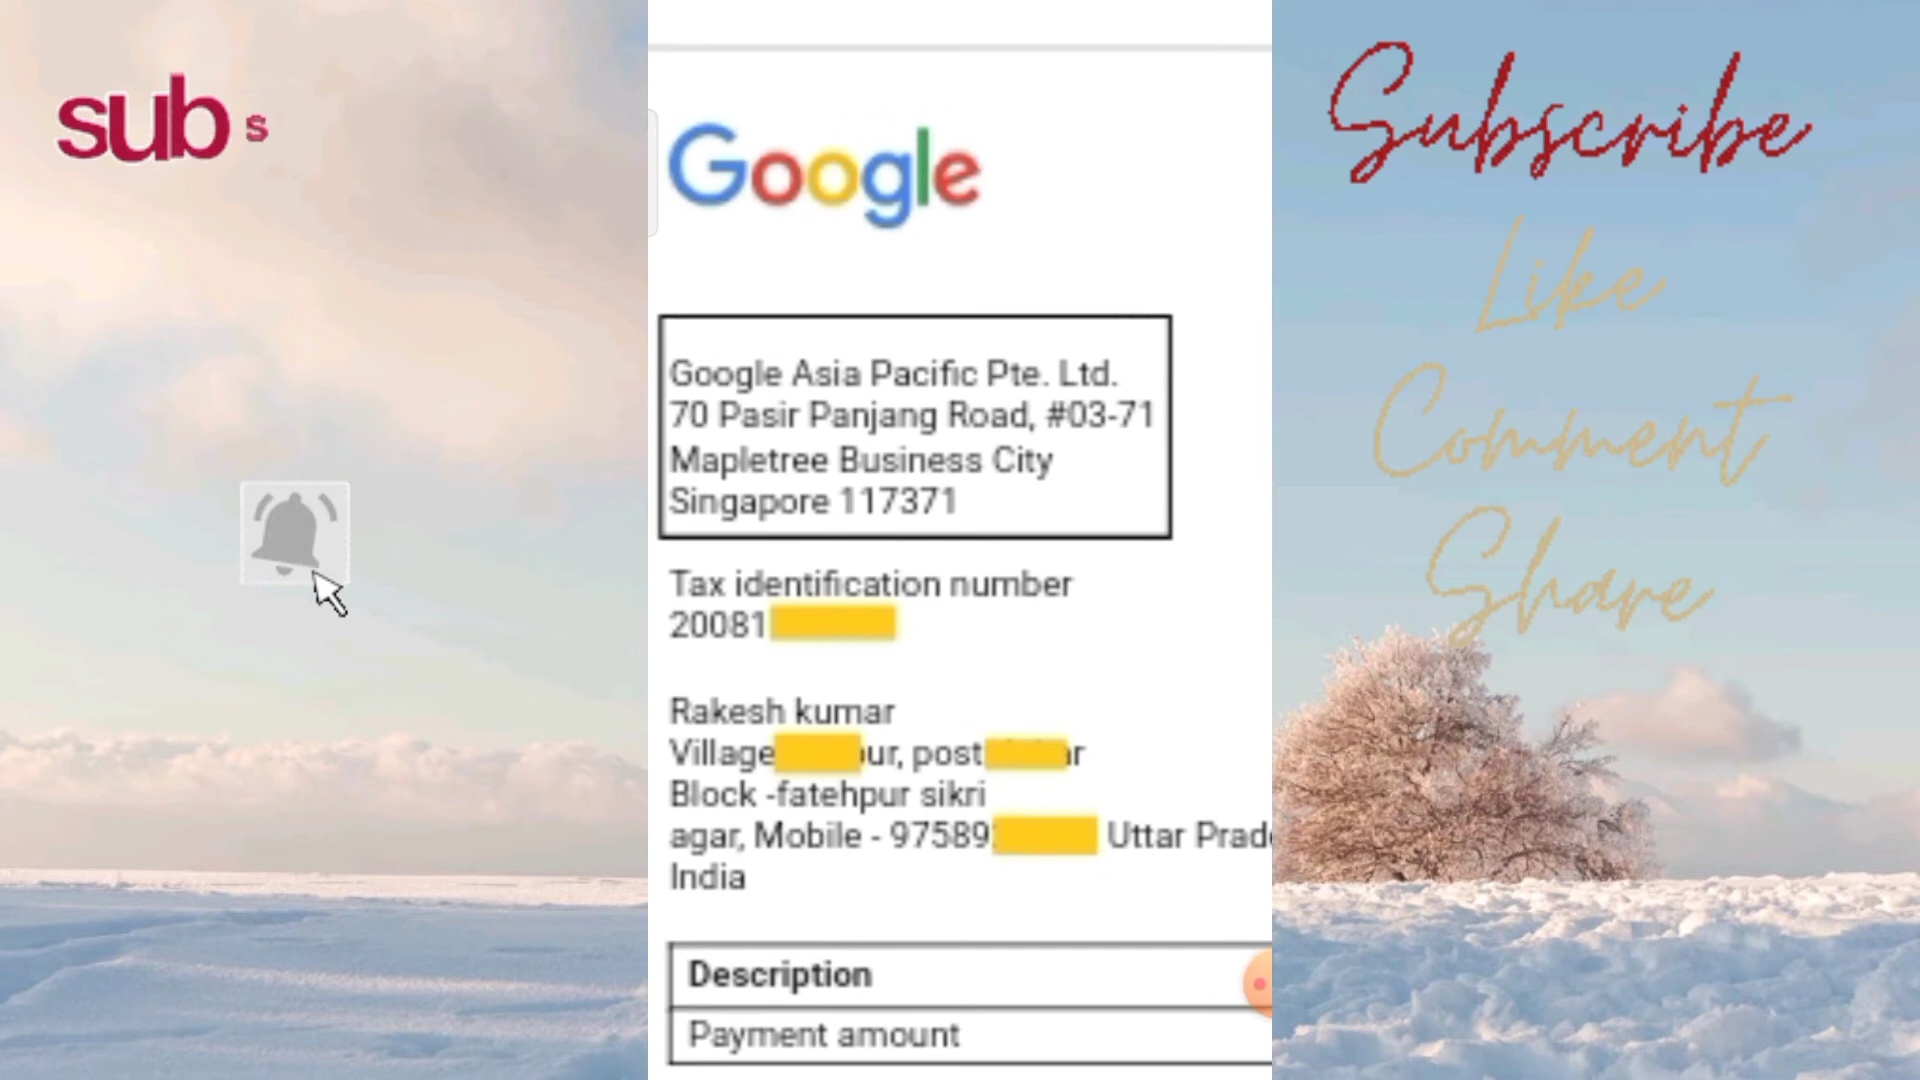 sub s
Google
Google Asia Pacific Pte. Ltd.
70 Pasir Panjang Road, #03-71
Mapletree Business City
Singapore 117371
Tax identification number
20081
Rakesh kumar
Village ur, post r
Block -fatehpur sikri
agar, Mobile - 97589 Uttar Prade
India
Description
Payment amount
Subscribe
Like
Comment
Share